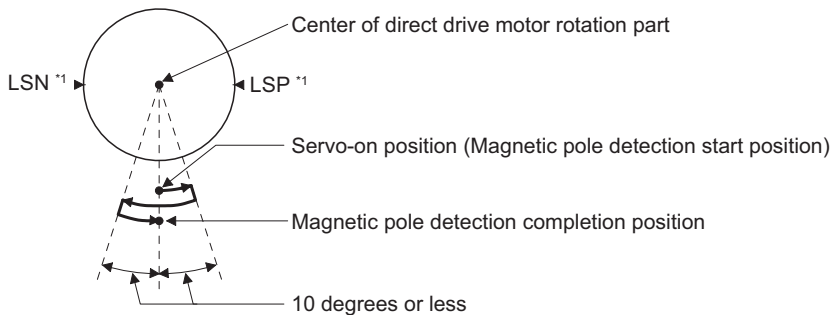 Center of direct drive motor rotation part
LSN *1
LSP *1
Servo-on position (Magnetic pole detection start position)
Magnetic pole detection completion position
10 degrees or less